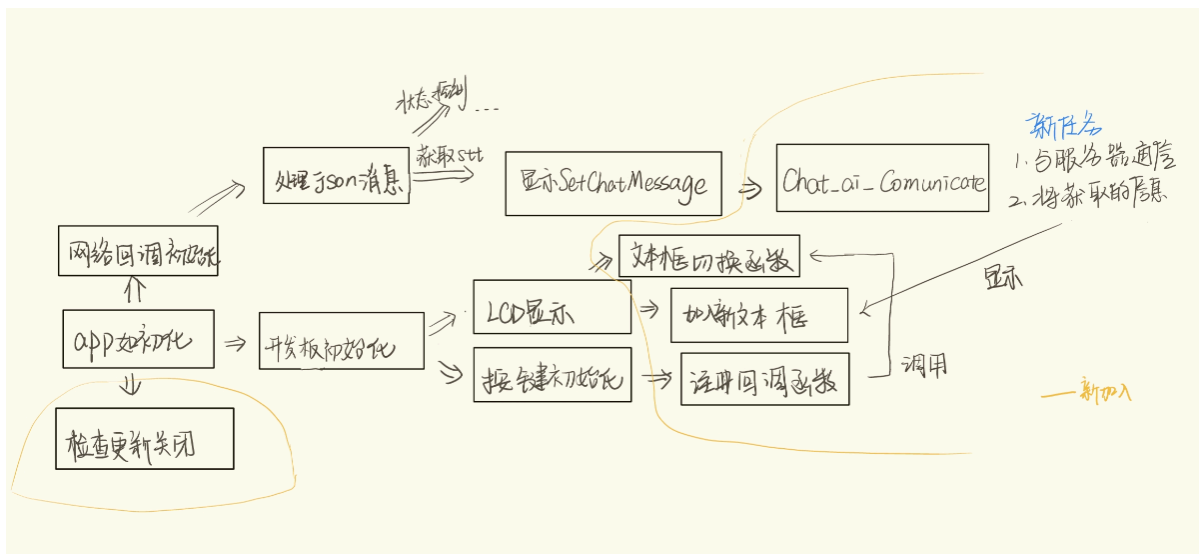 状态控制...
新任务
1.与服务器通信
2.将获取的信息
处理json消息
获取stt
显示SetChatMessage
Chat_ai_Comunicate
网络回调初始化
文本框切换函数
显示
app如初化
开发板初始化
LCD显示
加新文本框
按键初始化
注册回调函数
调用
新加入
检查更新关闭